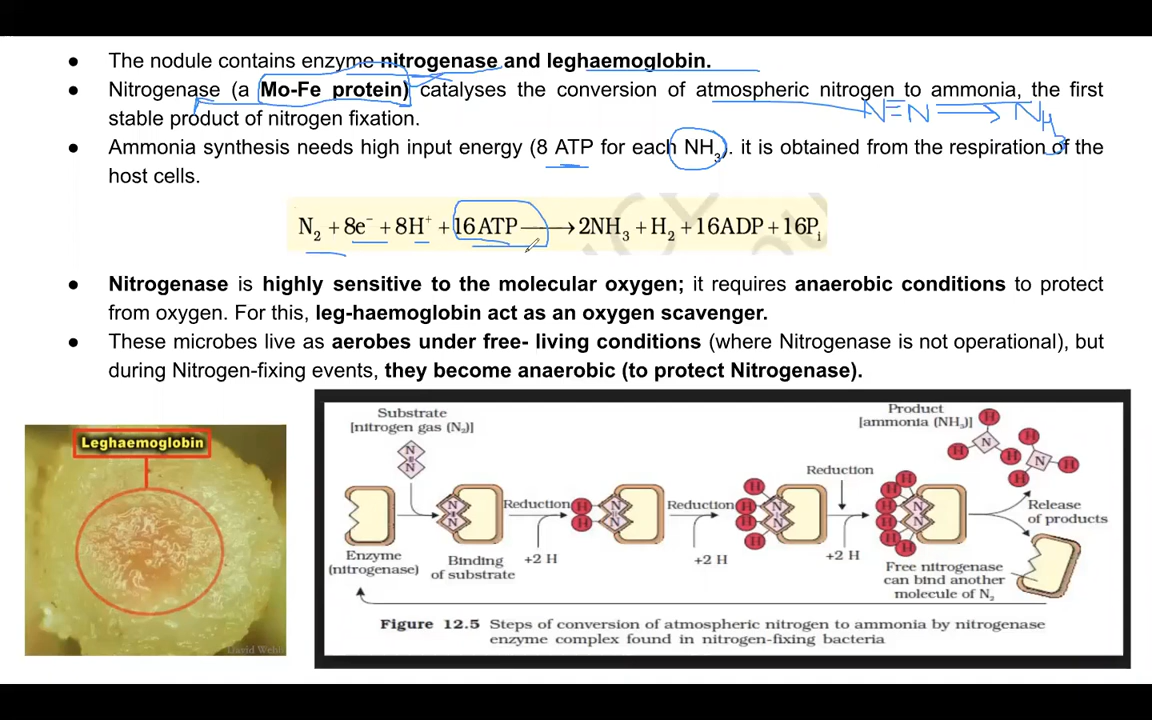 ● The nodule contains enzyme nitrogenase and leghaemoglobin.
● Nitrogenase (a Mo-Fe protein) catalyses the conversion of atmospheric nitrogen to ammonia, the first
stable product of nitrogen fixation.
N≡N → NH3
● Ammonia synthesis needs high input energy (8 ATP for each NH₃). it is obtained from the respiration of the
host cells.
N₂ + 8e⁻ + 8H⁺ + 16ATP → 2NH₃ + H₂ + 16ADP + 16Pᵢ
● Nitrogenase is highly sensitive to the molecular oxygen; it requires anaerobic conditions to protect
from oxygen. For this, leg-haemoglobin act as an oxygen scavenger.
● These microbes live as aerobes under free- living conditions (where Nitrogenase is not operational), but
during Nitrogen-fixing events, they become anaerobic (to protect Nitrogenase).
Leghaemoglobin
Substrate
[nitrogen gas (N₂)]
N
N
Enzyme
(nitrogenase)
N
N
Binding
of substrate
Reduction
+2 H
H
H
N
N
Reduction
+2 H
H
H
H
H
N
N
Reduction
+2 H
H
H
H
H
H
H
N
N
Free nitrogenase
can bind another
molecule of N₂
Product
[ammonia (NH₃)]
H
H
N
H
H
N
H
H
Release
of products
Figure 12.5 Steps of conversion of atmospheric nitrogen to ammonia by nitrogenase
enzyme complex found in nitrogen-fixing bacteria